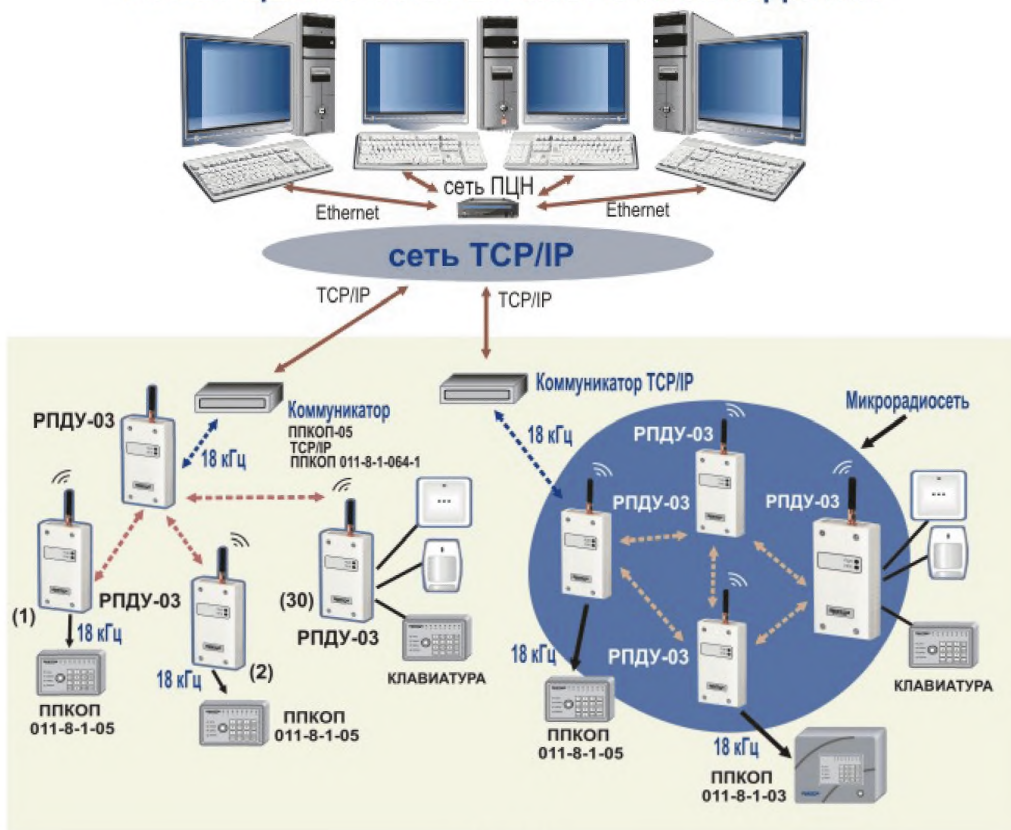 сеть ПЦН
Ethernet
Ethernet
сеть TCP/IP
TCP/IP
TCP/IP
РПДУ-03
Коммуникатор
ППКОП-05
TCP/IP
ППКОП 011-8-1-064-1
18 кГц
(1)
РПДУ-03
(2)
(30)
РПДУ-03
18 кГц
18 кГц
КЛАВИАТУРА
ППКОП
011-8-1-05
ППКОП
011-8-1-05
Коммуникатор TCP/IP
Микрорадиосеть
18 кГц
РПДУ-03
РПДУ-03
РПДУ-03
РПДУ-03
18 кГц
КЛАВИАТУРА
ППКОП
011-8-1-05
18 кГц
ППКОП
011-8-1-03